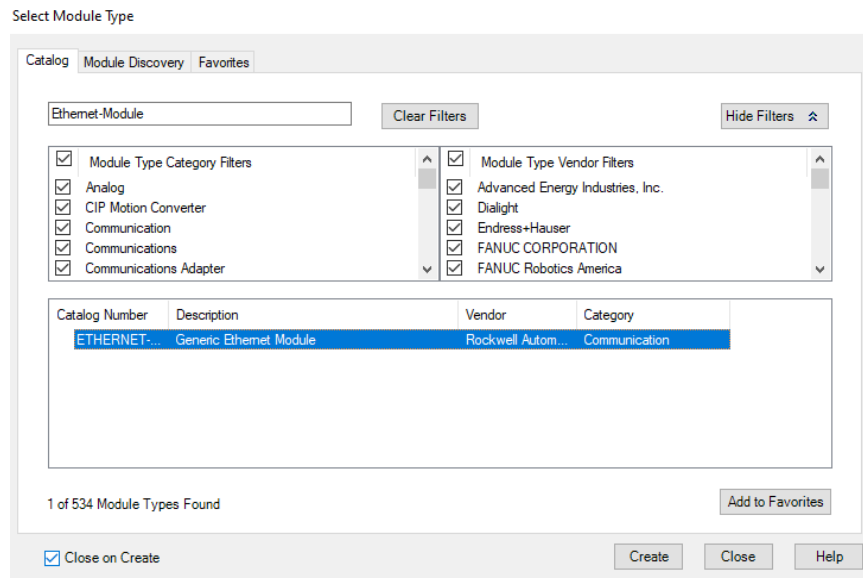 Select Module Type
Catalog Module Discovery Favorites
Ethernet-Module Clear Filters Hide Filters
Module Type Category Filters Module Type Vendor Filters
Analog Advanced Energy Industries, Inc.
CIP Motion Converter Dialight
Communication Endress+Hauser
Communications FANUC CORPORATION
Communications Adapter FANUC Robotics America
Catalog Number Description Vendor Category
ETHERNET-... Generic Ethernet Module Rockwell Autom... Communication
1 of 534 Module Types Found Add to Favorites
Close on Create Create Close Help